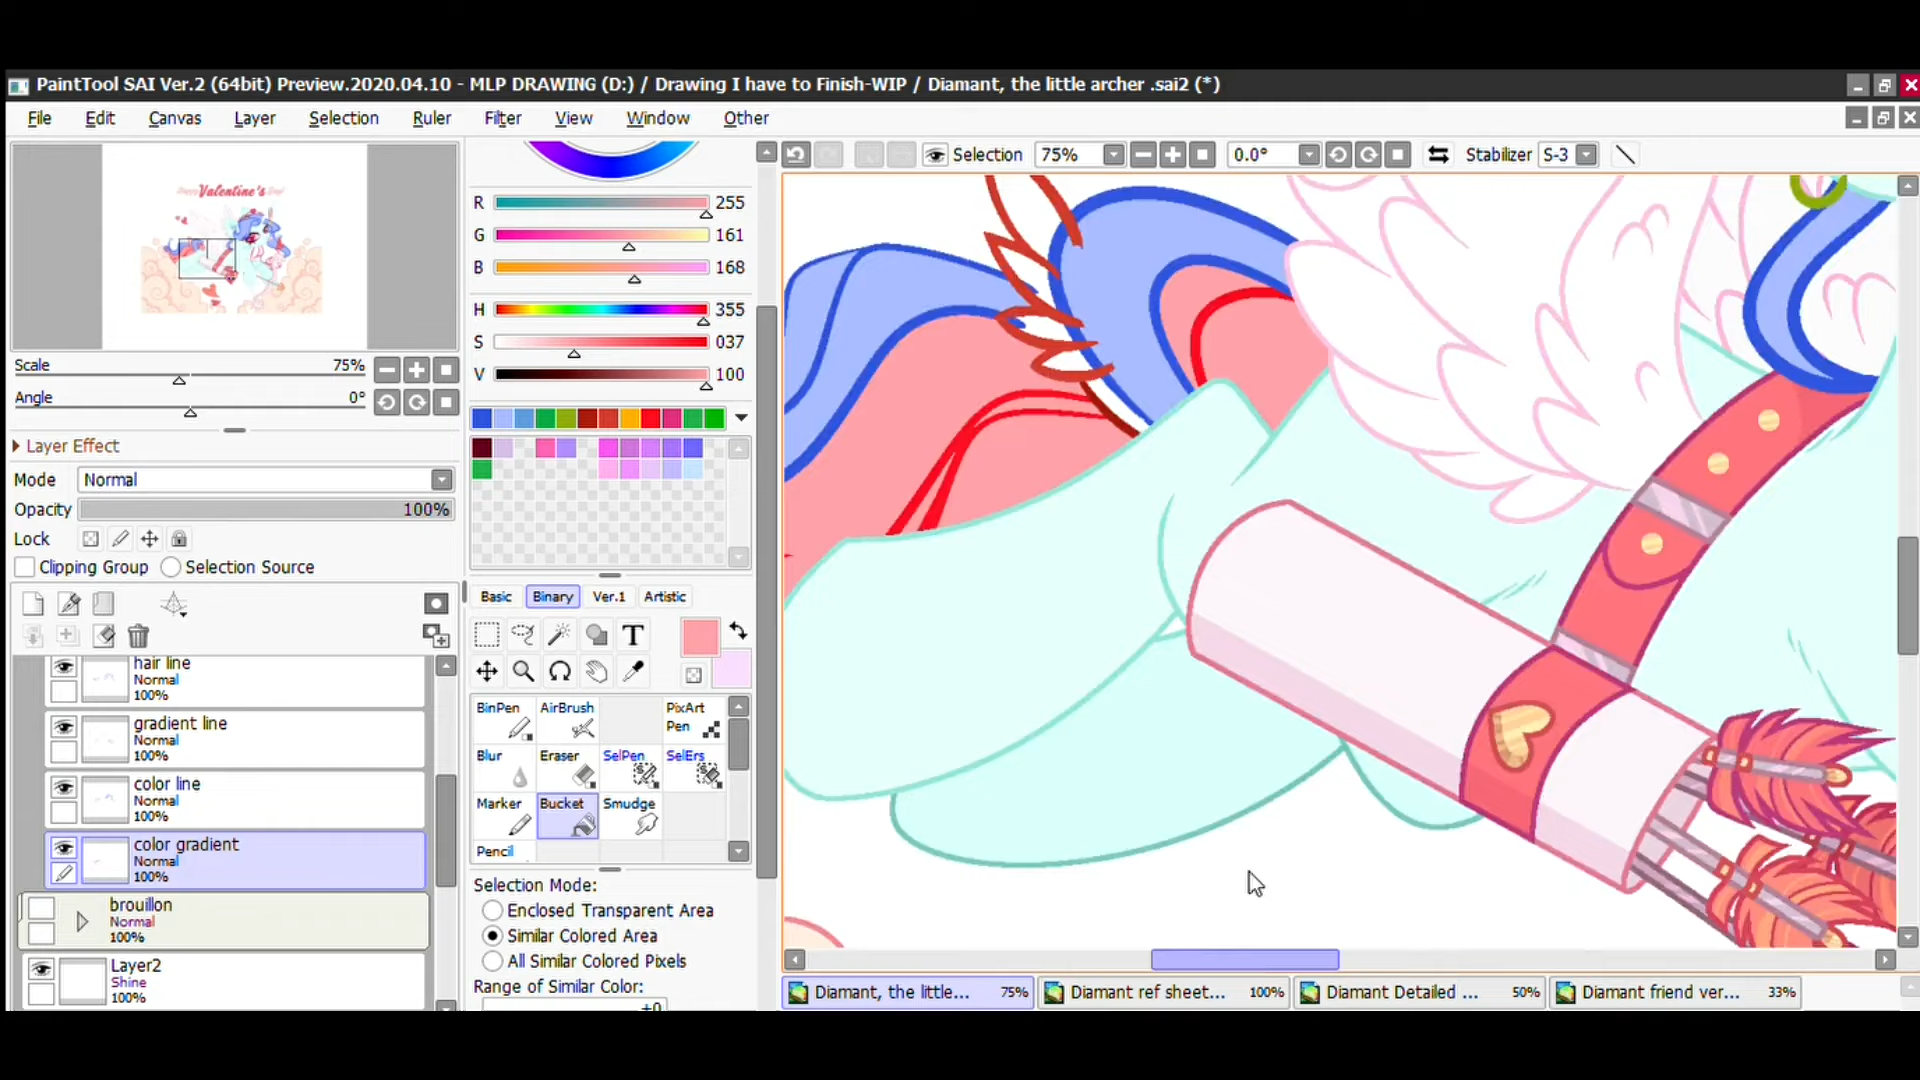 PaintTool SAI Ver.2 (64bit) Preview.2020.04.10 - MLP DRAWING (D:) / Drawing I have to Finish-WIP / Diamant, the little archer .sai2 (*)
File Edit Canvas Layer Selection Ruler Filter View Window Other
Selection 75% 0.0° Stabilizer S-3
Valentine's
R 255
G 161
B 168
H 355
S 037
V 100
Scale 75%
Angle 0°
Layer Effect
Mode Normal
Opacity 100%
Lock
Clipping Group Selection Source
hair line
Normal
100%
gradient line
Normal
100%
color line
Normal
100%
color gradient
Normal
100%
brouillon
Normal
100%
Layer2
Shine
100%
Basic Binary Ver.1 Artistic
T
BinPen AirBrush PixArt Pen
Blur Eraser SelPen SelErs
Marker Bucket Smudge
Pencil
Selection Mode:
Enclosed Transparent Area
Similar Colored Area
All Similar Colored Pixels
Range of Similar Color:
±0
Diamant, the little... 75% Diamant ref sheet... 100% Diamant Detailed ... 50% Diamant friend ver... 33%